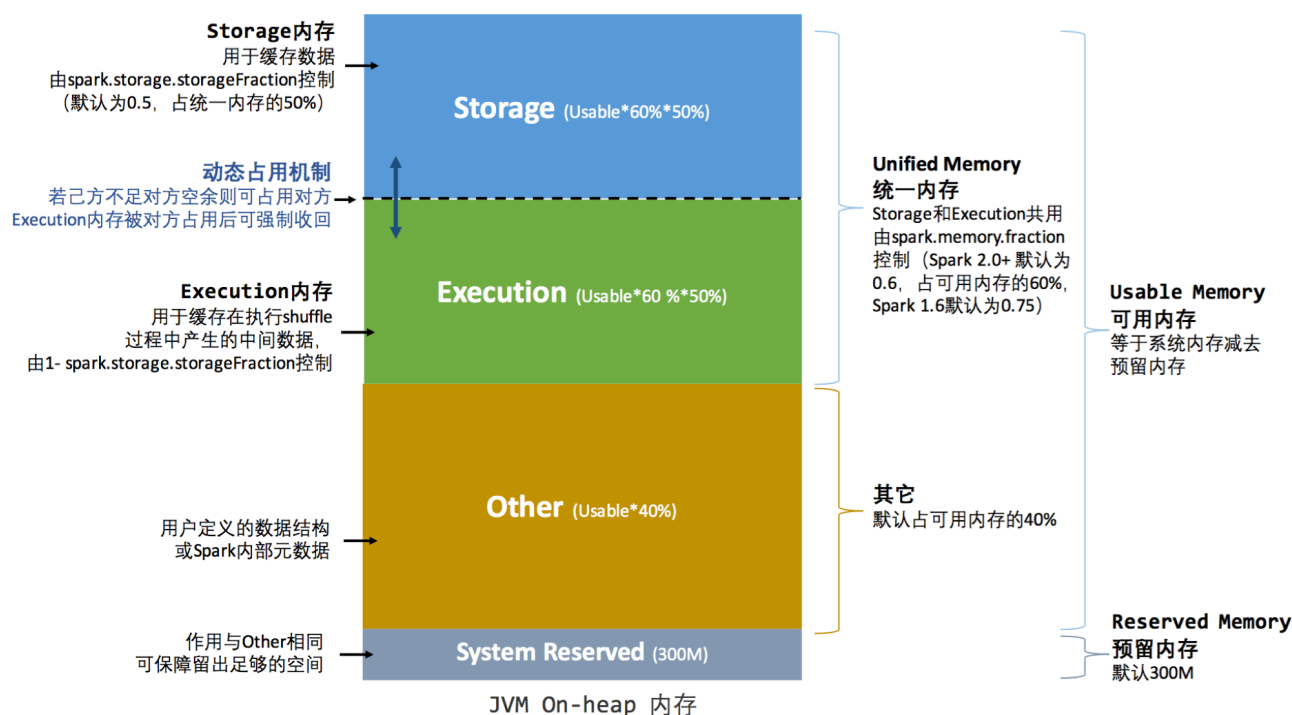 Storage内存
用于缓存数据
由spark.storage.storageFraction控制
（默认为0.5，占统一内存的50%）
动态占用机制
若己方不足对方空余则可占用对方
Execution内存被对方占用后可强制收回
Execution内存
用于缓存在执行shuffle
过程中产生的中间数据，
由1- spark.storage.storageFraction控制
用户定义的数据结构
或Spark内部元数据
作用与Other相同
可保障留出足够的空间
Storage (Usable*60%*50%)
Execution (Usable*60 %*50%)
Other (Usable*40%)
System Reserved (300M)
JVM On-heap 内存
Unified Memory
统一内存
Storage和Execution共用
由spark.memory.fraction
控制（Spark 2.0+ 默认为
0.6，占可用内存的60%，
Spark 1.6默认为0.75）
其它
默认占可用内存的40%
Usable Memory
可用内存
等于系统内存减去
预留内存
Reserved Memory
预留内存
默认300M